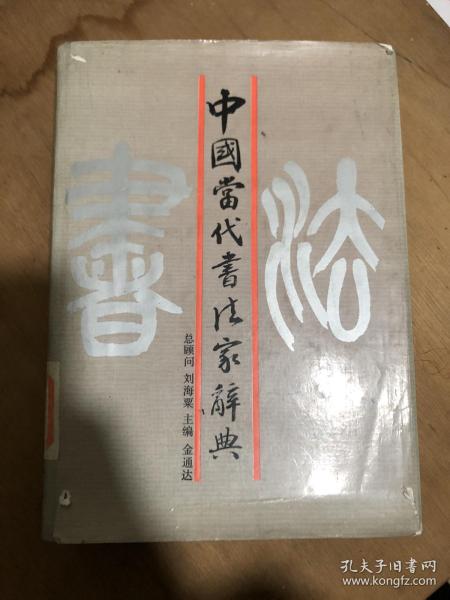 中國當代書法家辭典
总顾问 刘海粟 主编 金通达
書
法
孔夫子旧书网
www.kongfz.com